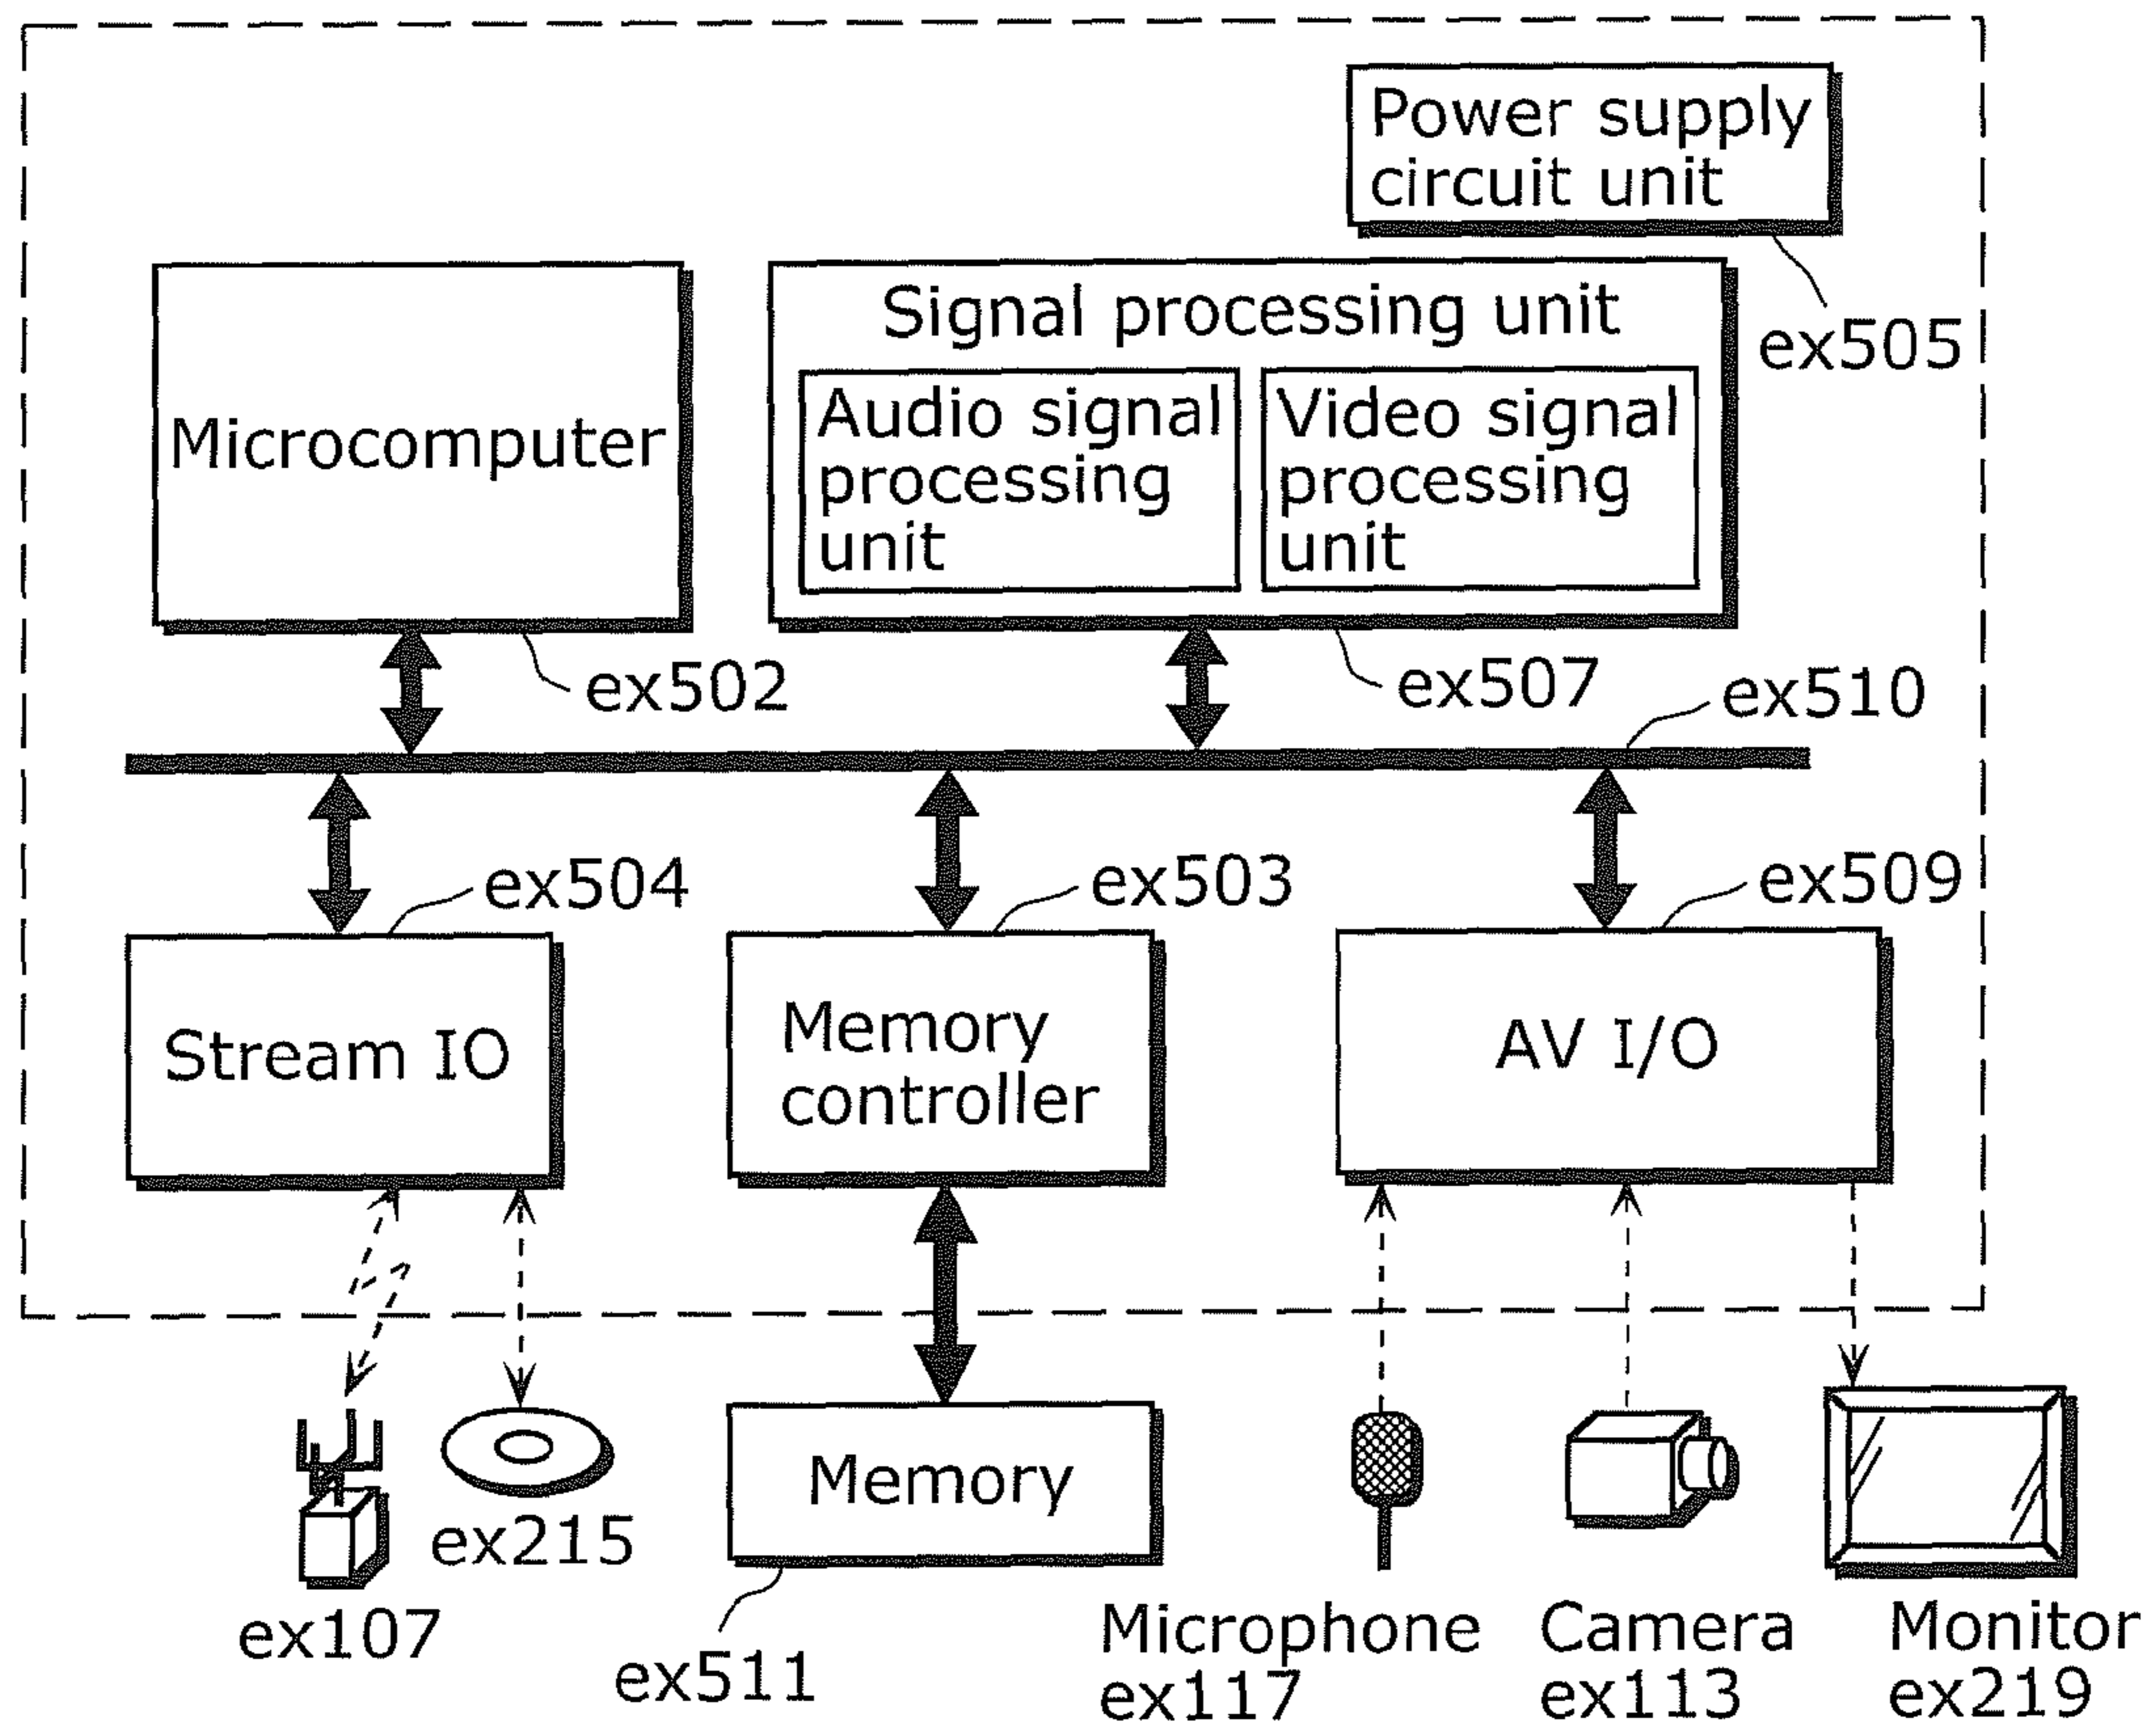 Power supply
circuit unit
ex505
Microcomputer
ex502
Signal processing unit
Audio signal
processing
unit
Video signal
processing
unit
ex507
ex510
ex504
Stream IO
ex503
Memory
controller
ex509
AV I/O
ex107
ex215
Memory
ex511
Microphone
ex117
Camera
ex113
Monitor
ex219